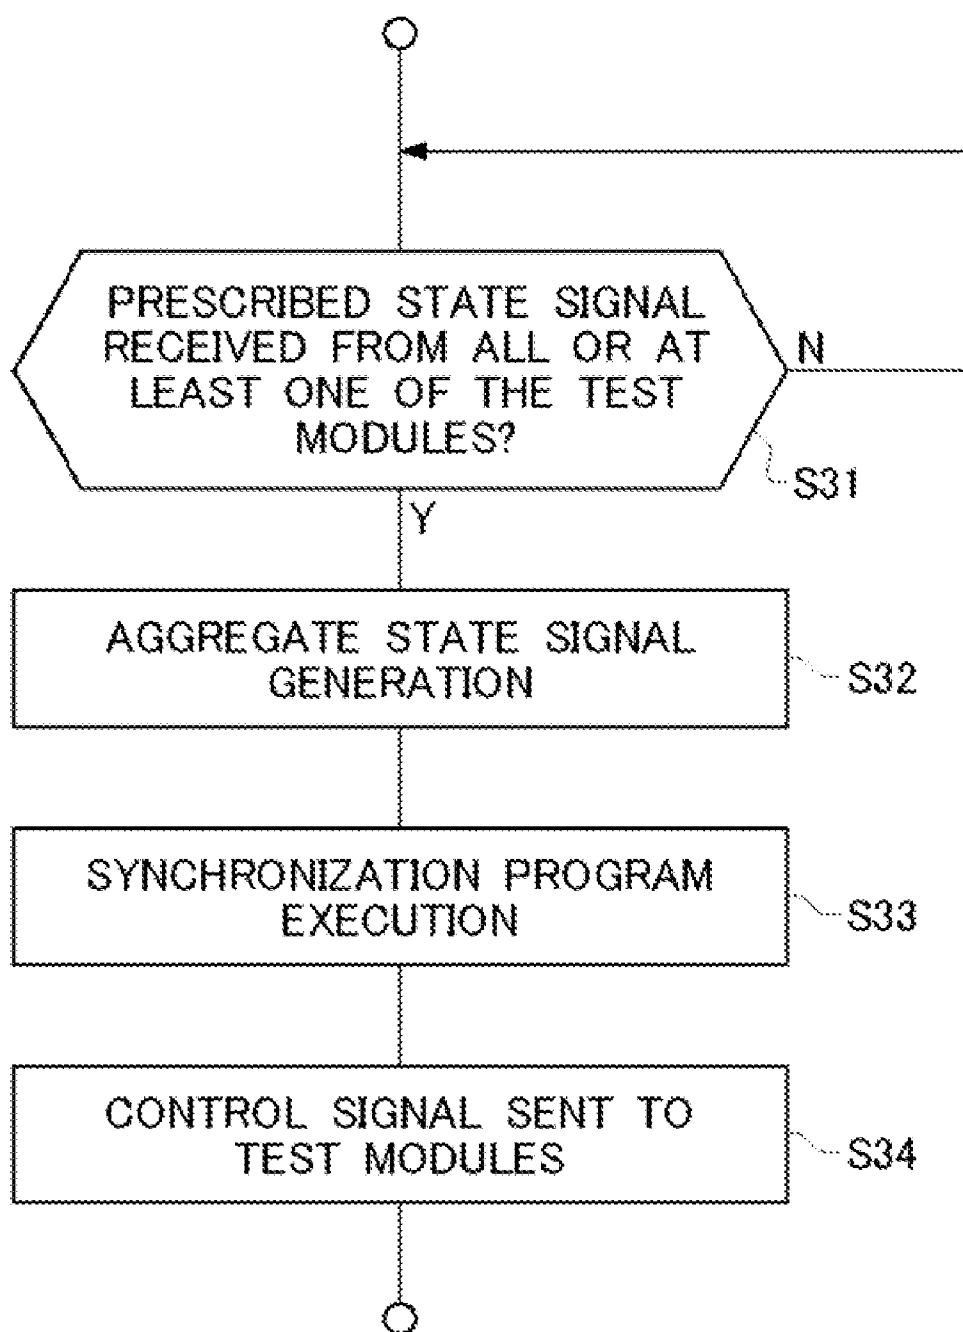 PRESCRIBED STATE SIGNAL
RECEIVED FROM ALL OR AT
LEAST ONE OF THE TEST
MODULES?
N
S31
Y
AGGREGATE STATE SIGNAL
GENERATION
S32
SYNCHRONIZATION PROGRAM
EXECUTION
S33
CONTROL SIGNAL SENT TO
TEST MODULES
S34